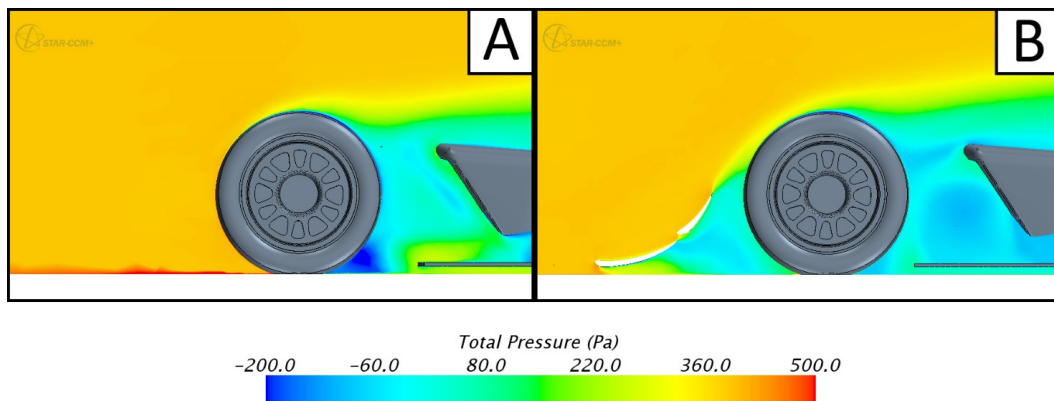 STAR-CCM+
A
STAR-CCM+
B
Total Pressure (Pa)
-200.0 -60.0 80.0 220.0 360.0 500.0